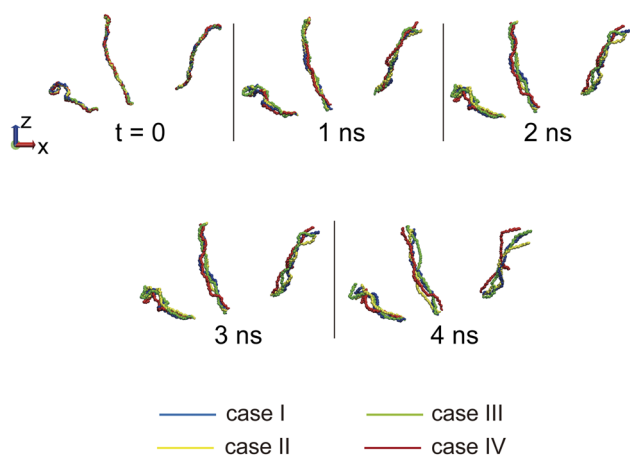 z
x
t = 0
1 ns
2 ns
3 ns
4 ns
case I
case III
case II
case IV